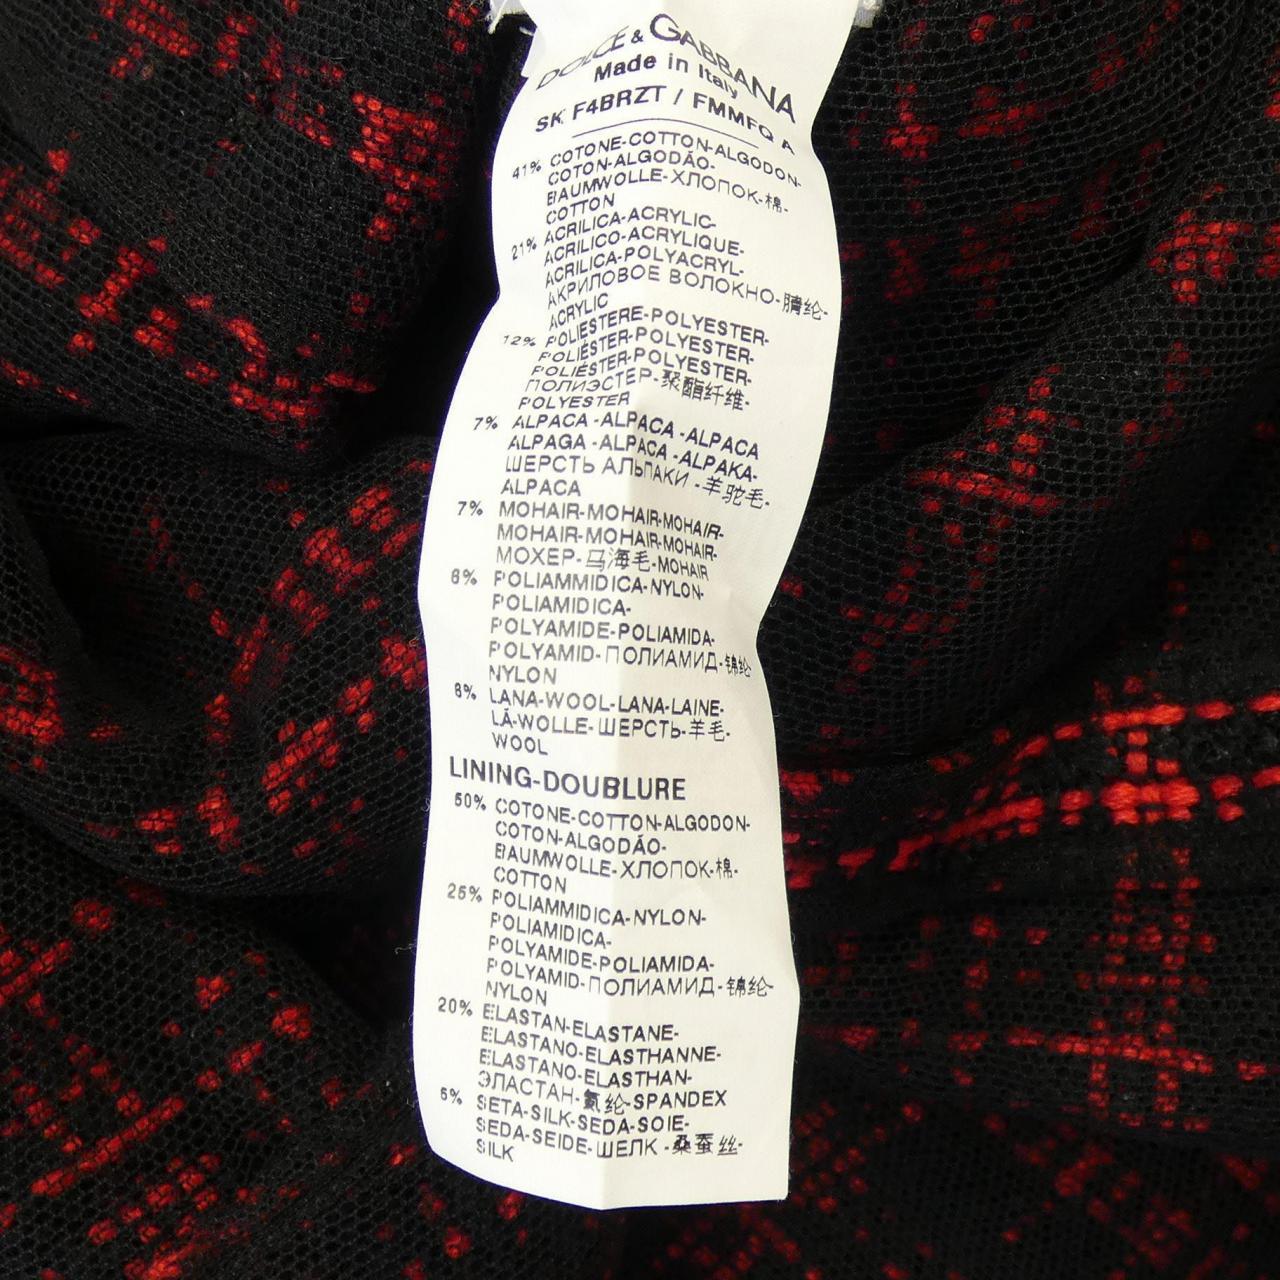 DOLCE & GABBANA
Made in Italy
SK F4BRZT / FMMFQ A
41% COTONE-COTTON-ALGODON-
COTON-ALGODÃO-
BAUMWOLLE-ХЛОПОК-棉-
COTTON
21% ACRILICA-ACRYLIC-
ACRILICO-ACRYLIQUE-
ACRILICA-POLYACRYL-
АКРИЛОВОЕ ВОЛОКНО-腈纶-
ACRYLIC
12% POLIESTERE-POLYESTER-
POLIÉSTER-POLYESTER-
POLIÉSTER-POLYESTER-
ПОЛИЭСТЕР-聚酯纤维-
POLYESTER
7% ALPACA -ALPACA -ALPACA
ALPAGA -ALPACA -ALPAKA-
ШЕРСТЬ АЛЬПАКИ -羊驼毛-
ALPACA
7% MOHAIR-MOHAIR-MOHAIR-
MOHAIR-MOHAIR-MOHAIR-
МОХЕР-马海毛-MOHAIR
6% POLIAMMIDICA-NYLON-
POLIAMIDICA-
POLYAMIDE-POLIAMIDA-
POLYAMID-ПОЛИАМИД-锦纶-
NYLON
6% LANA-WOOL-LANA-LAINE-
LÃ-WOLLE-ШЕРСТЬ-羊毛-
WOOL
LINING-DOUBLURE
50% COTONE-COTTON-ALGODON-
COTON-ALGODÃO-
BAUMWOLLE-ХЛОПОК-棉-
COTTON
25% POLIAMMIDICA-NYLON-
POLIAMIDICA-
POLYAMIDE-POLIAMIDA-
POLYAMID-ПОЛИАМИД-锦纶-
NYLON
20% ELASTAN-ELASTANE-
ELASTANO-ELASTHANNE-
ELASTANO-ELASTHAN-
ЭЛАСТАН-氨纶-SPANDEX
5% SETA-SILK-SEDA-SOIE-
SEDA-SEIDE-ШЕЛК -桑蚕丝-
SILK